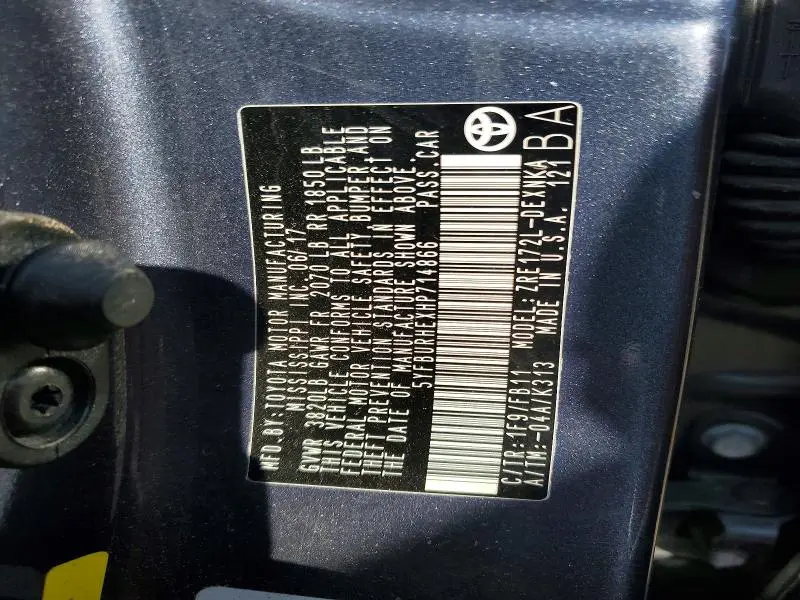 MFD.BY:TOYOTA MOTOR MANUFACTURING
MISSISSIPPI INC. 06/17
GVWR 3820LB GAWR FR 2070 LB RR 1850LB
THIS VEHICLE CONFORMS TO ALL APPLICABLE
FEDERAL MOTOR VEHICLE SAFETY, BUMPER, AND
THEFT PREVENTION STANDARDS IN EFFECT ON
THE DATE OF MANUFACTURE SHOWN ABOVE.
5YFBURHEXHP714866 PASS.CAR
C/TR:1F9/FB11 MODEL:ZRE172L-DEXNKA
A/TM:-04A/K313 MADE IN U.S.A. 121
BA